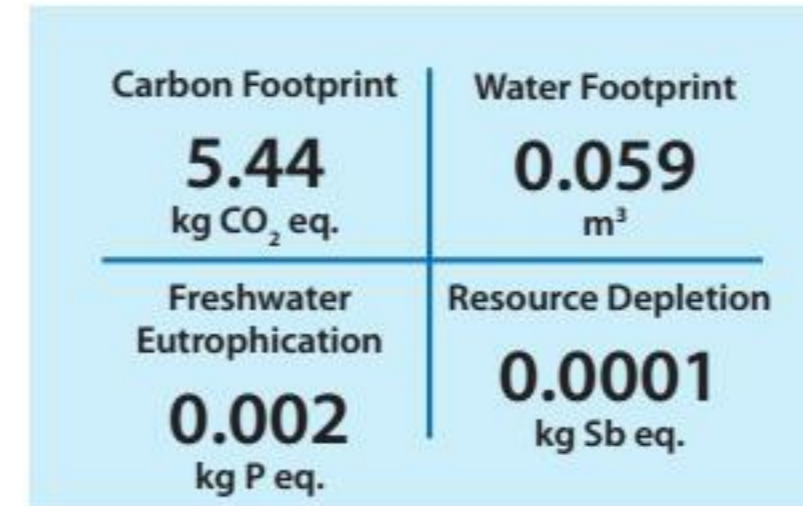 Carbon Footprint
5.44
kg CO₂ eq.
Water Footprint
0.059
m³
Freshwater
Eutrophication
0.002
kg P eq.
Resource Depletion
0.0001
kg Sb eq.